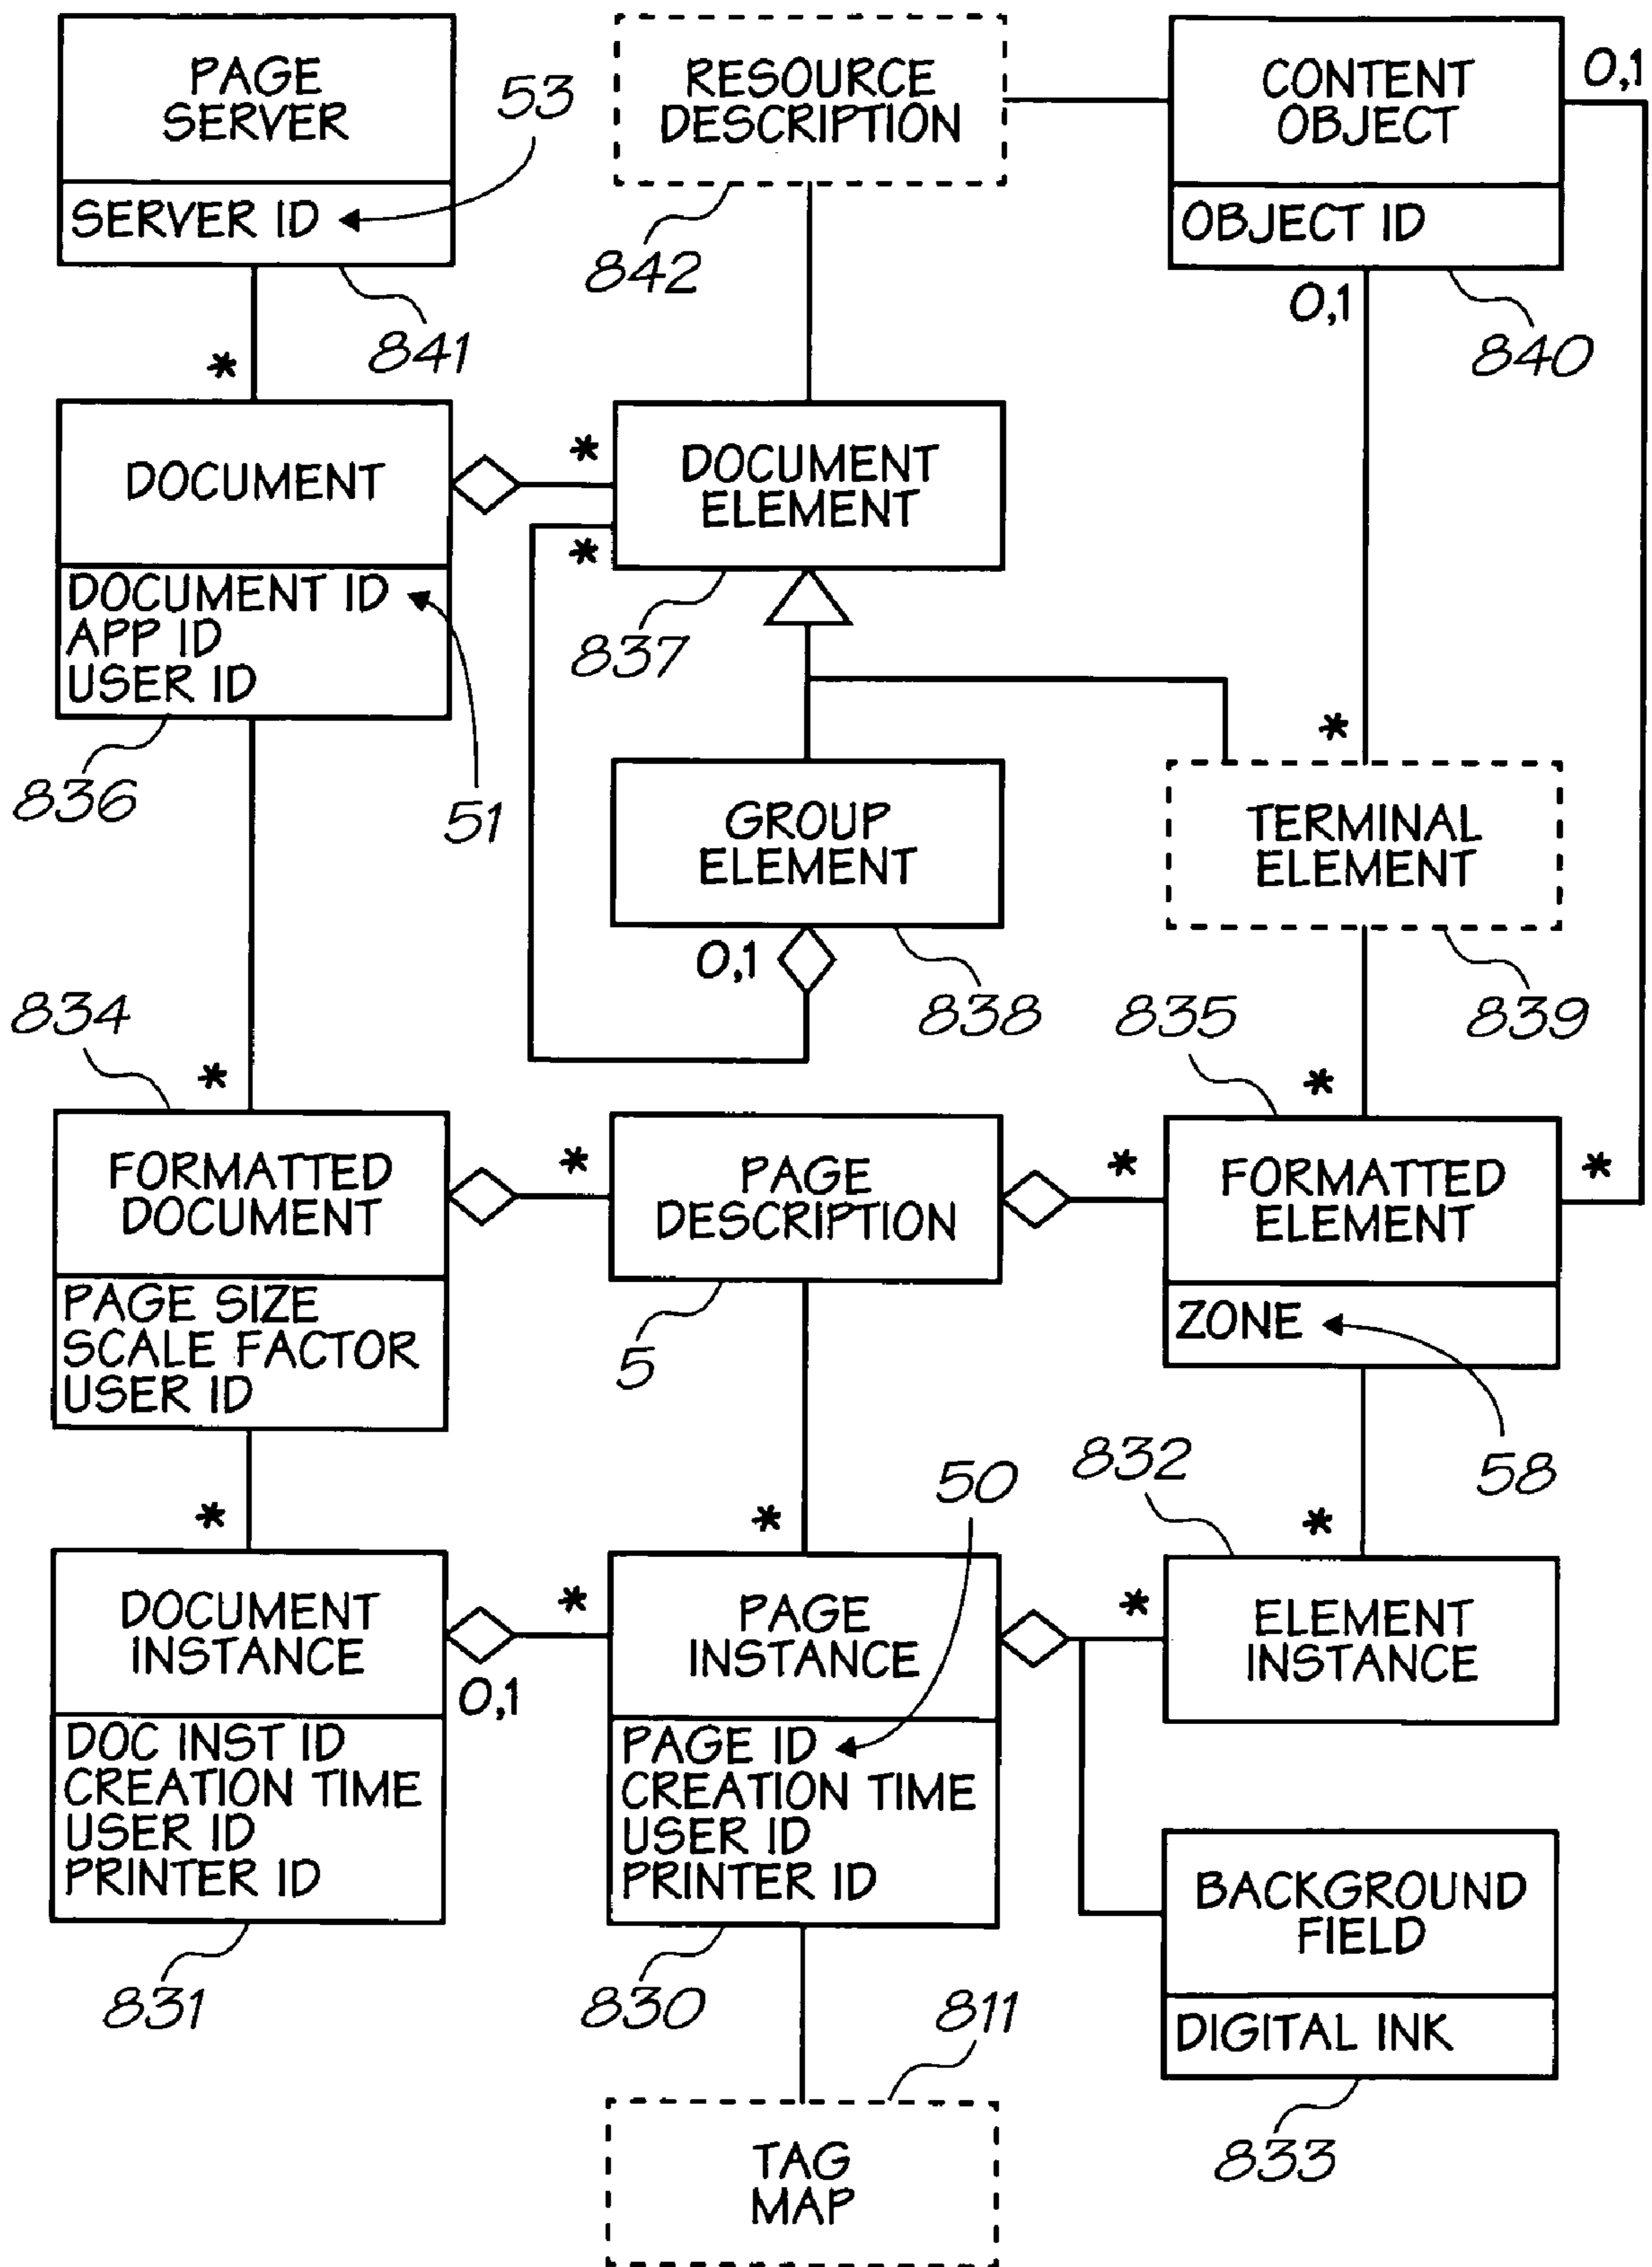 PAGE
SERVER
SERVER ID
53
841
RESOURCE
DESCRIPTION
842
CONTENT
OBJECT
OBJECT ID
0,1
0,1
840
*
DOCUMENT
DOCUMENT ID
APP ID
USER ID
836
51
*
*
DOCUMENT
ELEMENT
837
GROUP
ELEMENT
0,1
838
*
TERMINAL
ELEMENT
839
834
*
FORMATTED
DOCUMENT
PAGE SIZE
SCALE FACTOR
USER ID
*
PAGE
DESCRIPTION
5
835
*
*
*
FORMATTED
ELEMENT
ZONE
58
*
DOCUMENT
INSTANCE
DOC INST ID
CREATION TIME
USER ID
PRINTER ID
831
0,1
*
*
50
PAGE
INSTANCE
PAGE ID
CREATION TIME
USER ID
PRINTER ID
830
832
*
*
ELEMENT
INSTANCE
BACKGROUND
FIELD
DIGITAL INK
833
811
TAG
MAP